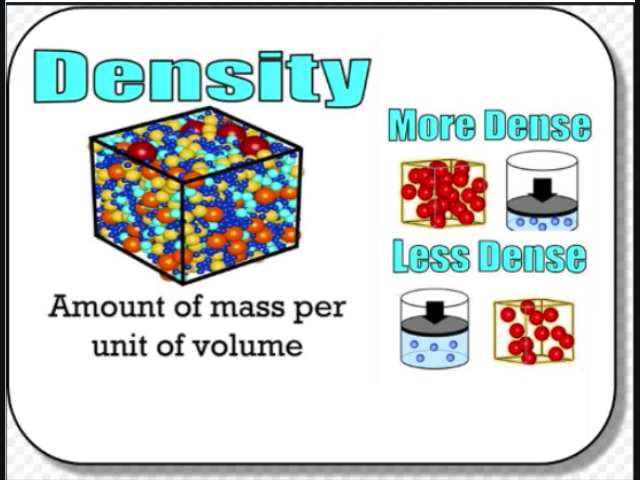 Density
Amount of mass per
unit of volume
More Dense
Less Dense